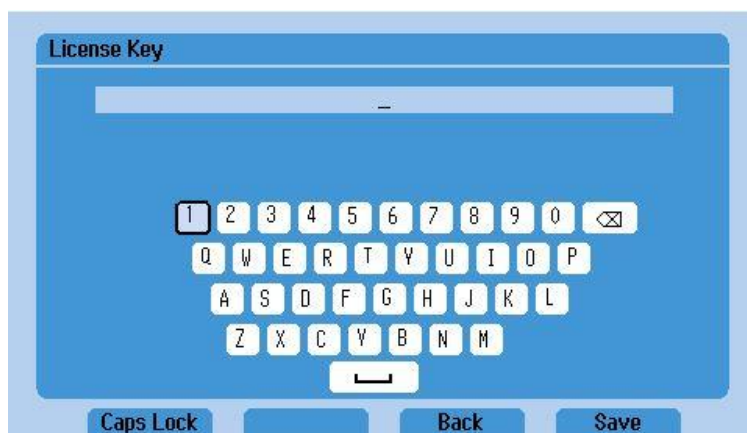 License Key
_
1 2 3 4 5 6 7 8 9 0
Q W E R T Y U I O P
A S D F G H J K L
Z X C V B N M
Caps Lock Back Save